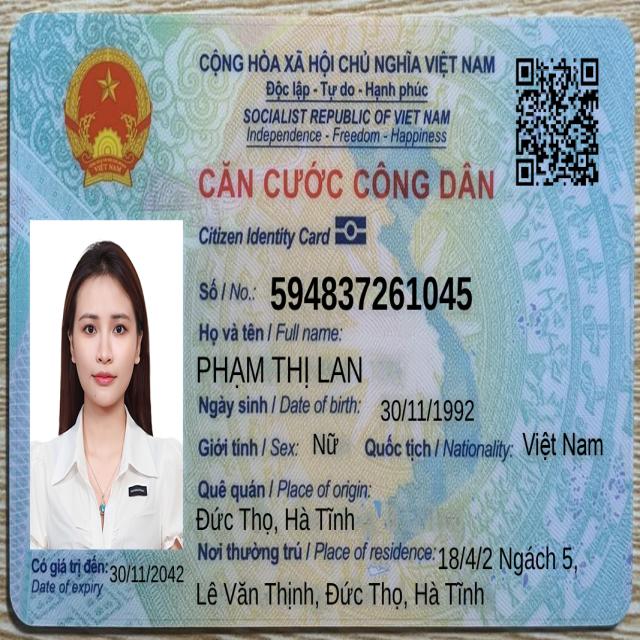 CỘNG HÒA XÃ HỘI CHỦ NGHĨA VIỆT NAM
Độc lập - Tự do - Hạnh phúc
SOCIALIST REPUBLIC OF VIET NAM
Independence - Freedom - Happiness
CĂN CƯỚC CÔNG DÂN
Citizen Identity Card
Số / No.: 594837261045
Họ và tên / Full name:
PHẠM THỊ LAN
Ngày sinh / Date of birth: 30/11/1992
Giới tính / Sex: Nữ Quốc tịch / Nationality: Việt Nam
Quê quán / Place of origin:
Đức Thọ, Hà Tĩnh
Nơi thường trú / Place of residence: 18/4/2 Ngách 5,
Lê Văn Thịnh, Đức Thọ, Hà Tĩnh
Có giá trị đến: 30/11/2042
Date of expiry
VIỆT NAM